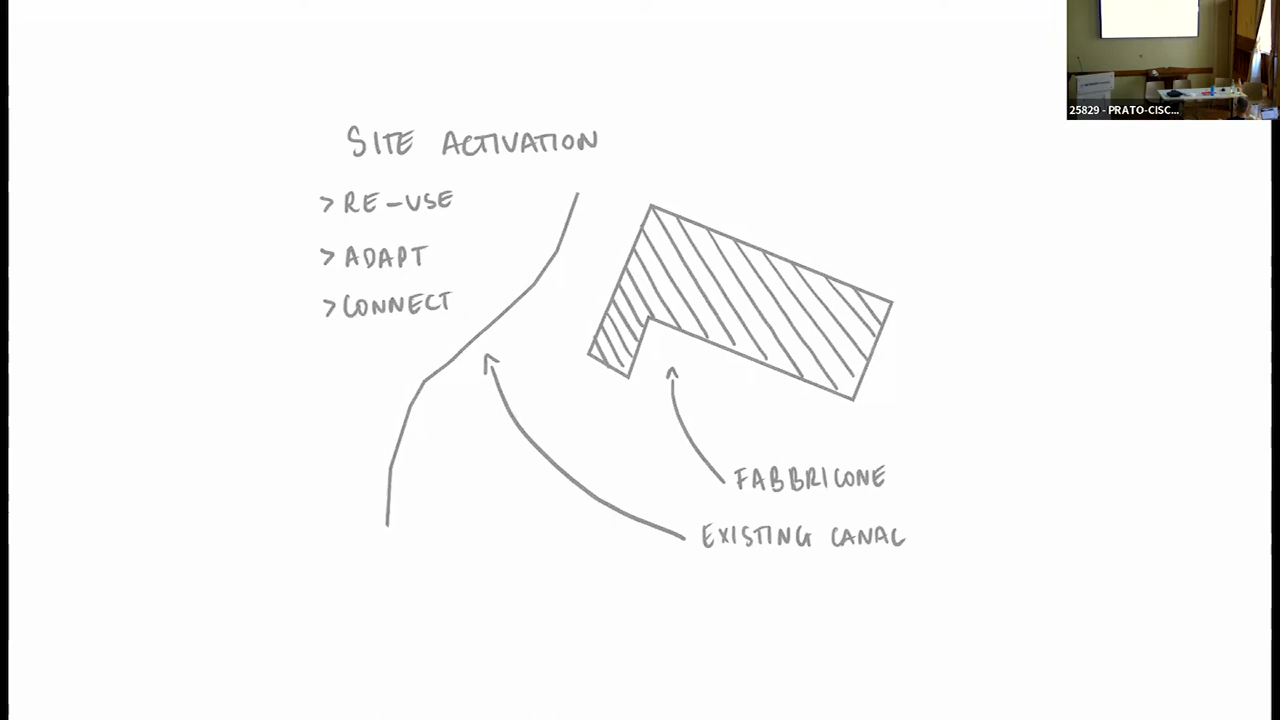 SITE ACTIVATION
> RE-USE
> ADAPT
> CONNECT
FABBRICONE
EXISTING CANAL
25829 - PRATO-CISC...